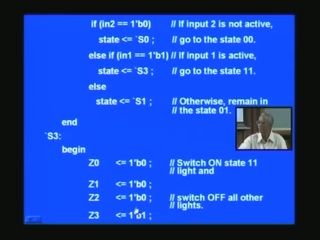 if (in2 == 1'b0) // If input 2 is not active,
state <= `S0 ; // go to the state 00.
else if (in1 == 1'b1) // If input 1 is active,
state <= `S3 ; // go to the state 11.
else
state <= `S1 ; // Otherwise, remain in
// the state 01.
end
`S3:
begin
Z0 <= 1'b0 ; // Switch ON state 11
// light and
Z1 <= 1'b0 ;
Z2 <= 1'b0 ; // switch OFF all other
// lights.
Z3 <= 1'b1 ;